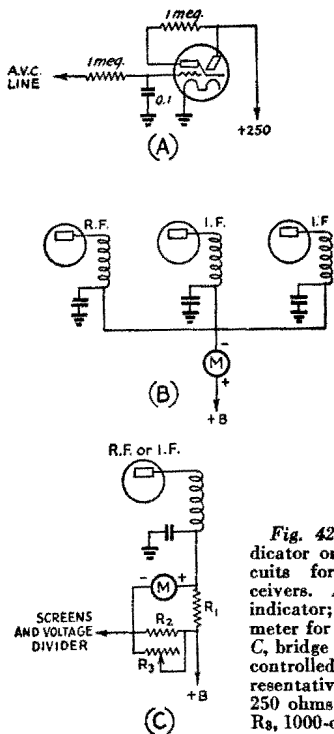 1 meg.
1 meg.
A.V.C.
LINE
0.1
+250
(A)
R.F.
I.F.
I.F
-
M
+
+B
(B)
R.F. or I.F.
- M +
R1
SCREENS
AND VOLTAGE
DIVIDER
R2
R3
+B
(C)
Fig. 42
dicator or
cuits for
ceivers. A
indicator;
meter for
C, bridge
controlled
resentativ
250 ohms
R3, 1000-o